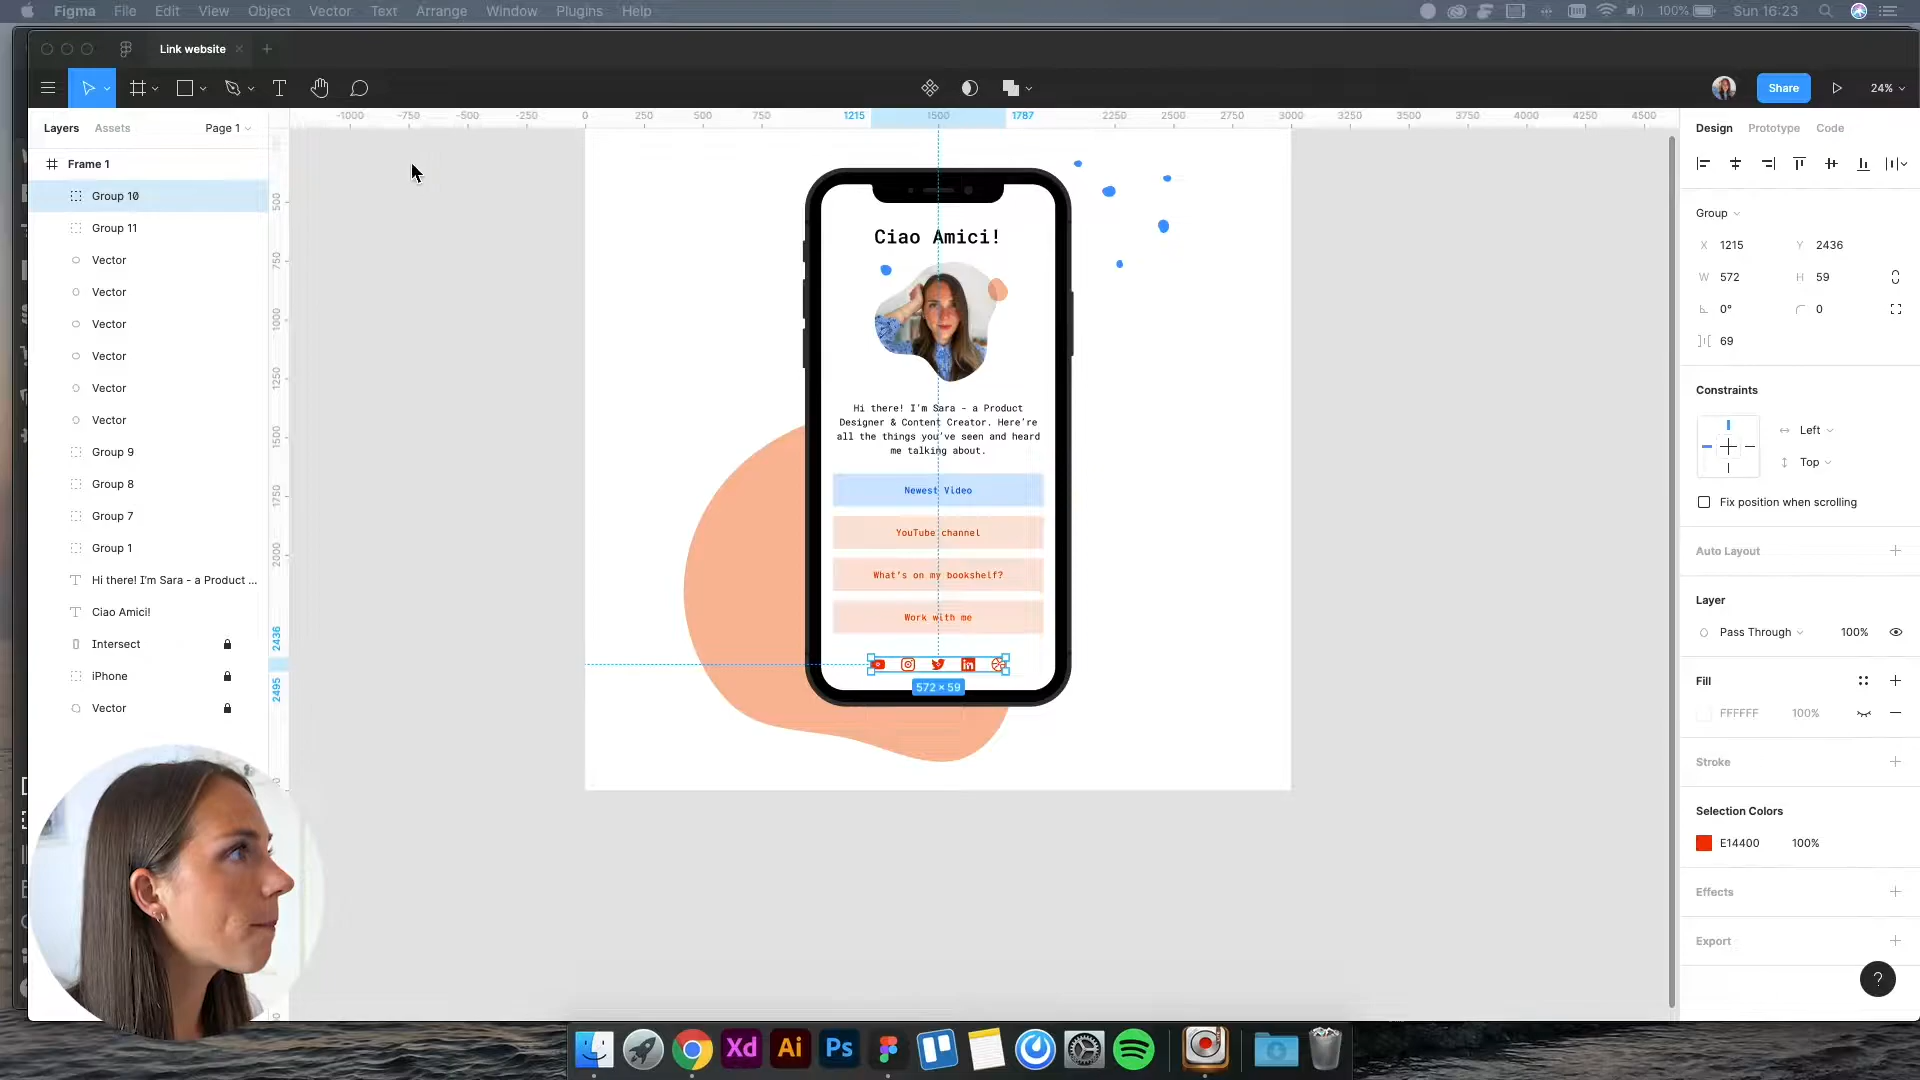 Figma File Edit View Object Vector Text Arrange Window Plugins Help 100% Sun 16:23
Link website
Share 24%
Layers Assets Page 1
-1000 -750 -500 -250 0 250 500 750 1215 1500 1787 2250 2500 2750 3000 3250 3500 3750 4000 4250 4500
Design Prototype Code
Frame 1
Group 10
Group 11
Vector
Vector
Vector
Vector
Vector
Vector
Group 9
Group 8
Group 7
Group 1
Hi there! I'm Sara - a Product ...
Ciao Amici!
Intersect
iPhone
Vector
500
750
1000
1250
1500
1750
2000
2436
2495
Ciao Amici!
Hi there! I'm Sara - a Product
Designer & Content Creator. Here're
all the things you've seen and heard
me talking about.
Newest Video
YouTube channel
What's on my bookshelf?
Work with me
572 × 59
Group
X 1215 Y 2436
W 572 H 59
0° 0
69
Constraints
Left
Top
Fix position when scrolling
Auto Layout
Layer
Pass Through 100%
Fill
FFFFFF 100%
Stroke
Selection Colors
E14400 100%
Effects
Export
?
Xd Ai Ps